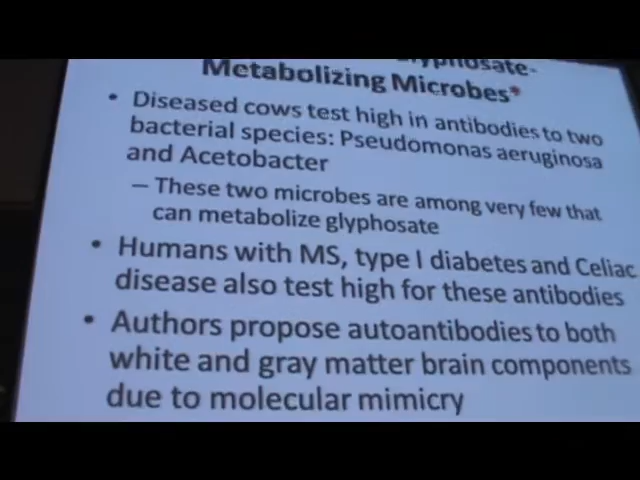 Glyphosate-
Metabolizing Microbes*
• Diseased cows test high in antibodies to two
bacterial species: Pseudomonas aeruginosa
and Acetobacter
– These two microbes are among very few that
can metabolize glyphosate
• Humans with MS, type I diabetes and Celiac
disease also test high for these antibodies
• Authors propose autoantibodies to both
white and gray matter brain components
due to molecular mimicry